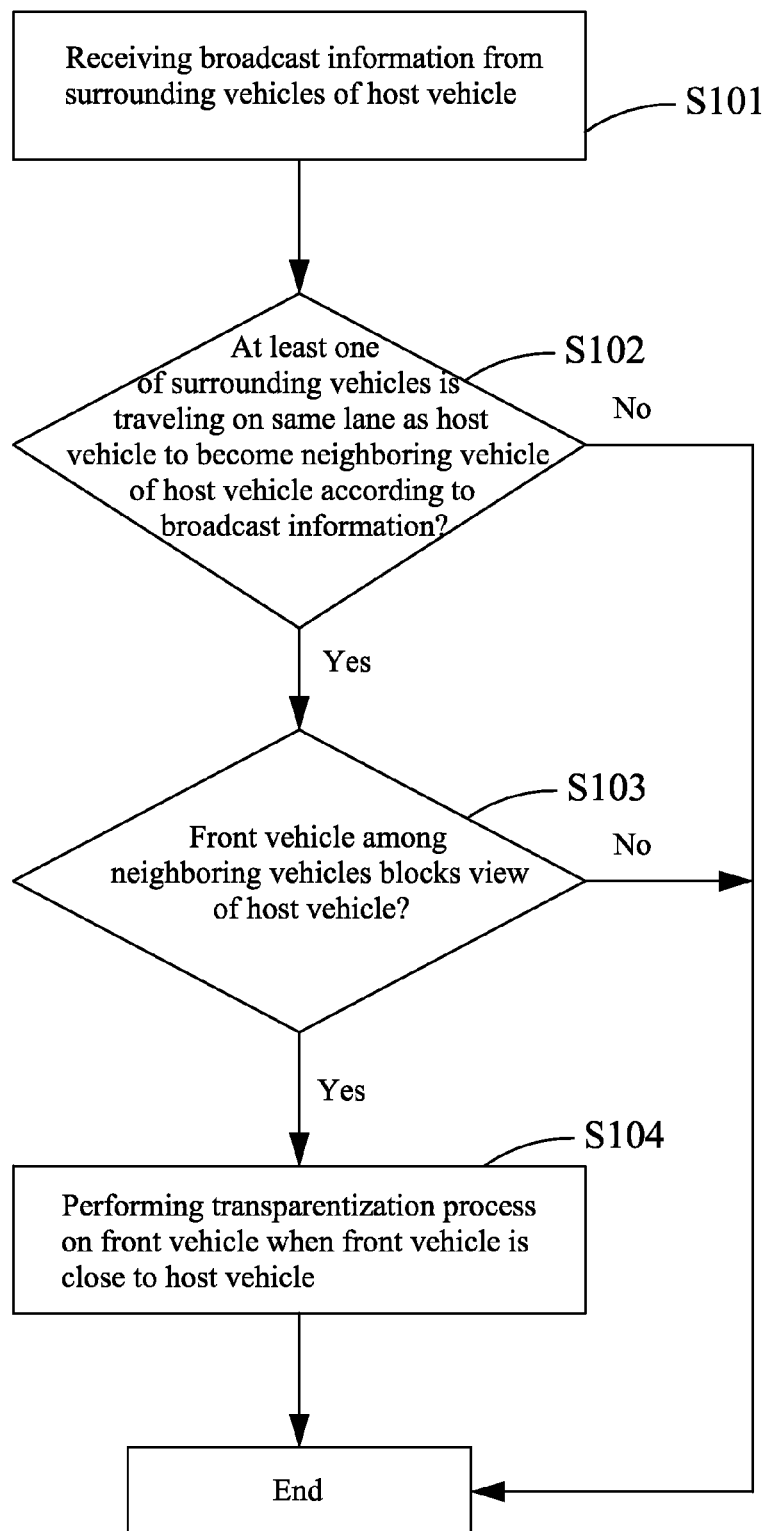 Receiving broadcast information from
surrounding vehicles of host vehicle
S101
At least one
of surrounding vehicles is
traveling on same lane as host
vehicle to become neighboring vehicle
of host vehicle according to
broadcast information?
S102
No
Yes
Front vehicle among
neighboring vehicles blocks view
of host vehicle?
S103
No
Yes
S104
Performing transparentization process
on front vehicle when front vehicle is
close to host vehicle
End